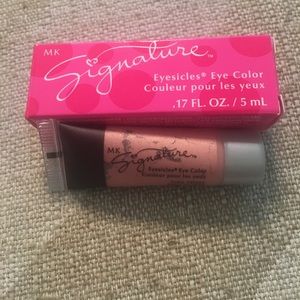 MK
Signature™
Eyesicles® Eye Color
Couleur pour les yeux
.17 FL. OZ. / 5 mL
MK
Signature
Eyesicles® Eye Color
Couleur pour les yeux